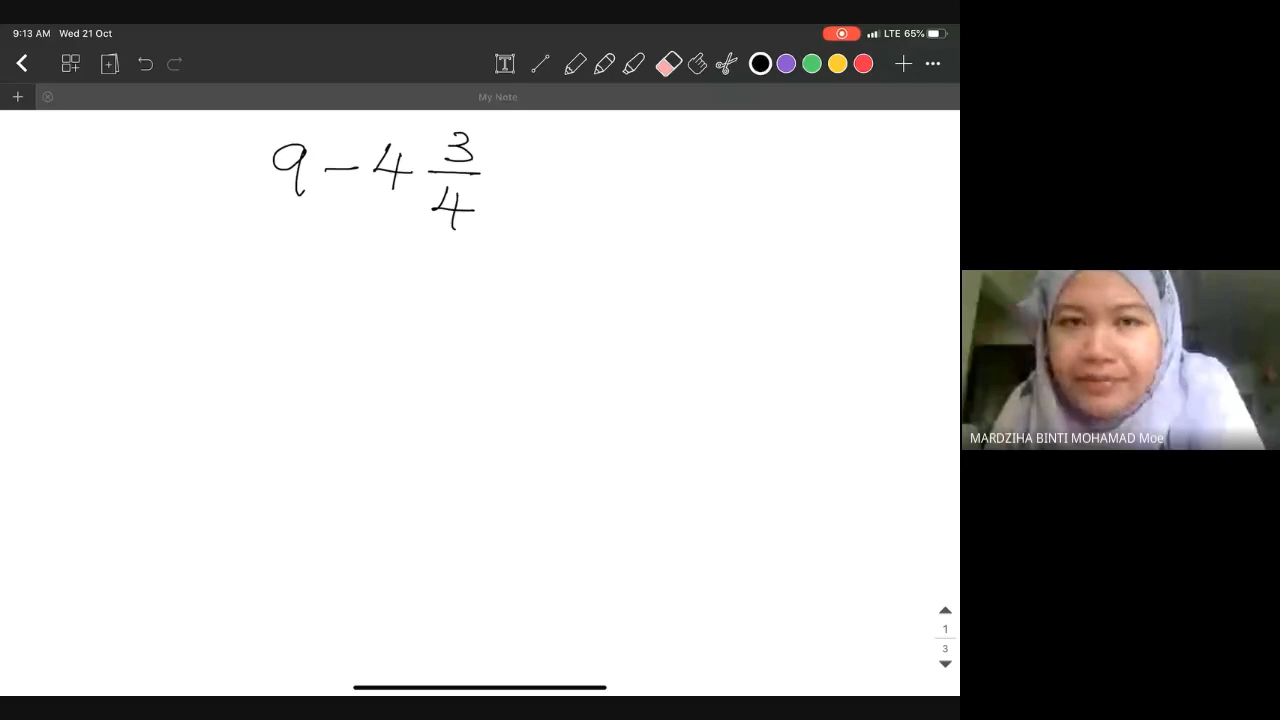 9:13 AM Wed 21 Oct
LTE 65%
T
My Note
9 - 4 3/4
MARDZIHA BINTI MOHAMAD Moe
1
3